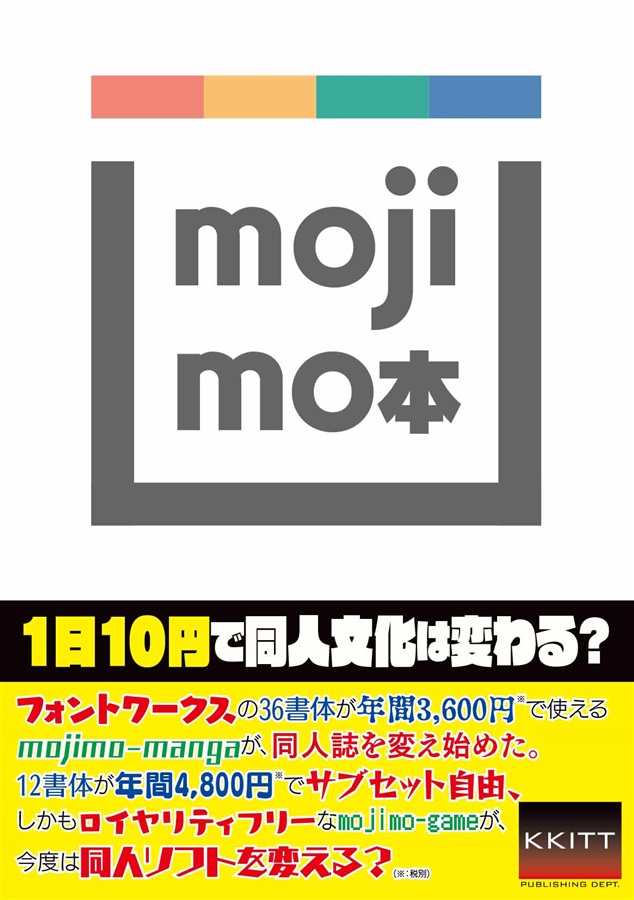 moji
mo本
1日10円で同人文化は変わる?
フォントワークスの36書体が年間3,600円※で使える
mojimo-mangaが、同人誌を変え始めた。
12書体が年間4,800円※でサブセット自由、
しかもロイヤリティフリーなmojimo-gameが、
今度は同人ソフトを変える?(※:税別)
KKITT
PUBLISHING DEPT.